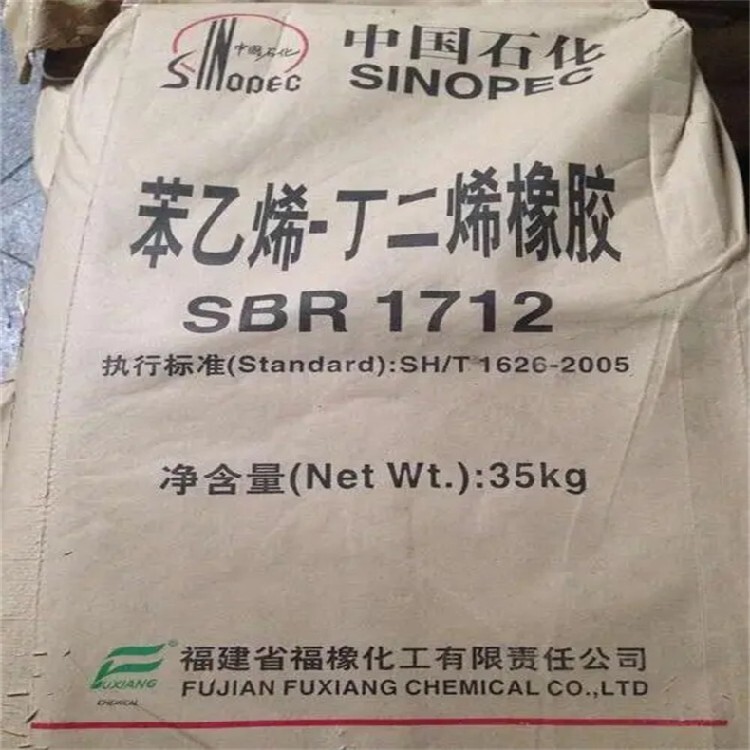 中国石化
SINOPEC
中国石化
SINOPEC
苯乙烯-丁二烯橡胶
SBR 1712
执行标准(Standard):SH/T 1626-2005
净含量(Net Wt.):35kg
FUXIANG
CHEMICAL
福建省福橡化工有限责任公司
FUJIAN FUXIANG CHEMICAL CO.,LTD